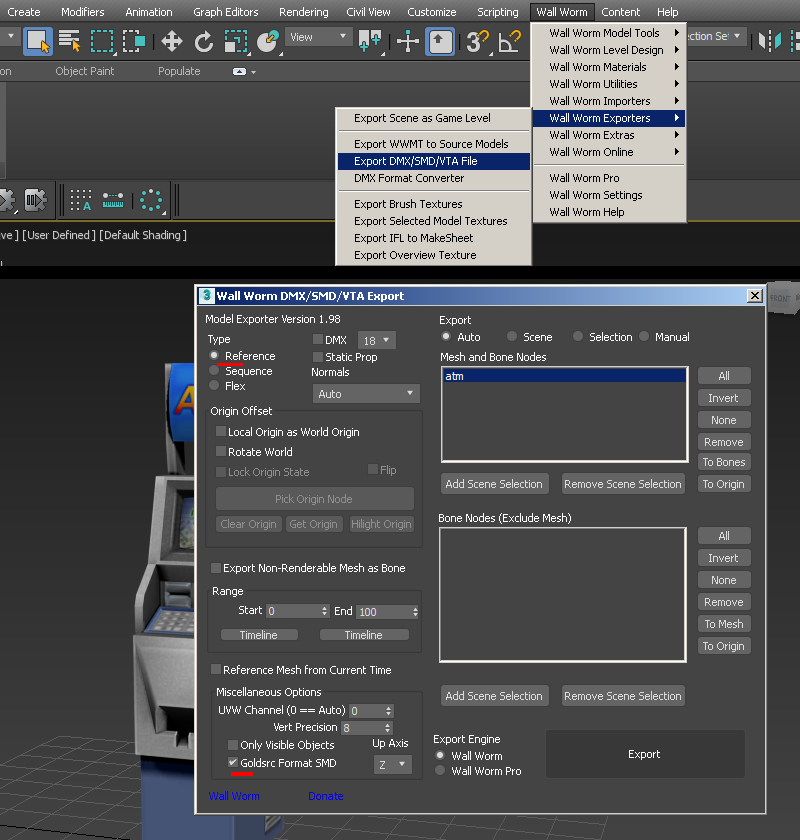 Create Modifiers Animation Graph Editors Rendering Civil View Customize Scripting Wall Worm Content Help
View 3 ction Se
on Object Paint Populate
Wall Worm Model Tools
Wall Worm Level Design
Wall Worm Materials
Wall Worm Utilities
Wall Worm Importers
Wall Worm Exporters
Wall Worm Extras
Wall Worm Online
Wall Worm Pro
Wall Worm Settings
Wall Worm Help
Export Scene as Game Level
Export WWMT to Source Models
Export DMX/SMD/VTA File
DMX Format Converter
Export Brush Textures
Export Selected Model Textures
Export IFL to MakeSheet
Export Overview Texture
ve ] [User Defined ] [Default Shading ]
3 Wall Worm DMX/SMD/VTA Export
FRONT
Model Exporter Version 1.98
Type
Reference
Sequence
Flex
DMX 18
Static Prop
Normals
Auto
Origin Offset
Local Origin as World Origin
Rotate World
Lock Origin State Flip
Pick Origin Node
Clear Origin Get Origin Hilight Origin
Export Non-Renderable Mesh as Bone
Range
Start 0 End 100
Timeline Timeline
Reference Mesh from Current Time
Miscellaneous Options
UVW Channel (0 == Auto) 0
Vert Precision 8
Only Visible Objects Up Axis
Goldsrc Format SMD Z
Wall Worm Donate
Export
Auto Scene Selection Manual
Mesh and Bone Nodes
atm
All
Invert
None
Remove
To Bones
To Origin
Add Scene Selection Remove Scene Selection
Bone Nodes (Exclude Mesh)
All
Invert
None
Remove
To Mesh
To Origin
Add Scene Selection Remove Scene Selection
Export Engine
Wall Worm
Wall Worm Pro
Export